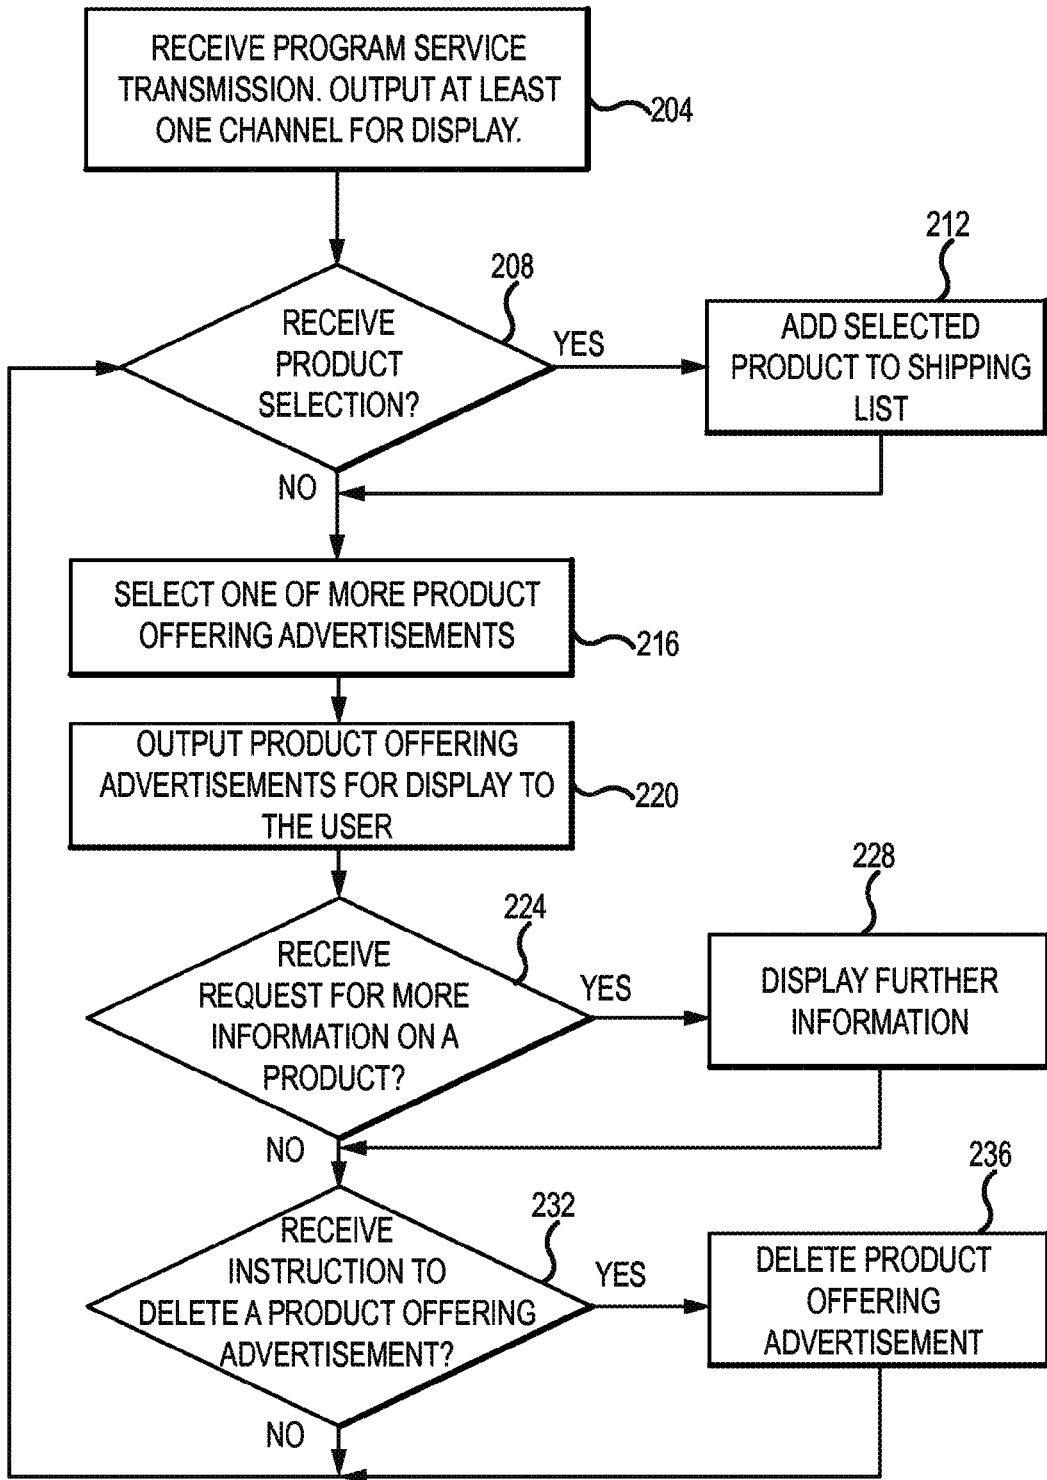 RECEIVE PROGRAM SERVICE
TRANSMISSION. OUTPUT AT LEAST
ONE CHANNEL FOR DISPLAY.
204
208
RECEIVE
PRODUCT
SELECTION?
YES
212
ADD SELECTED
PRODUCT TO SHIPPING
LIST
NO
SELECT ONE OF MORE PRODUCT
OFFERING ADVERTISEMENTS
216
OUTPUT PRODUCT OFFERING
ADVERTISEMENTS FOR DISPLAY TO
THE USER
220
224
RECEIVE
REQUEST FOR MORE
INFORMATION ON A
PRODUCT?
YES
228
DISPLAY FURTHER
INFORMATION
NO
232
RECEIVE
INSTRUCTION TO
DELETE A PRODUCT OFFERING
ADVERTISEMENT?
YES
236
DELETE PRODUCT
OFFERING
ADVERTISEMENT
NO